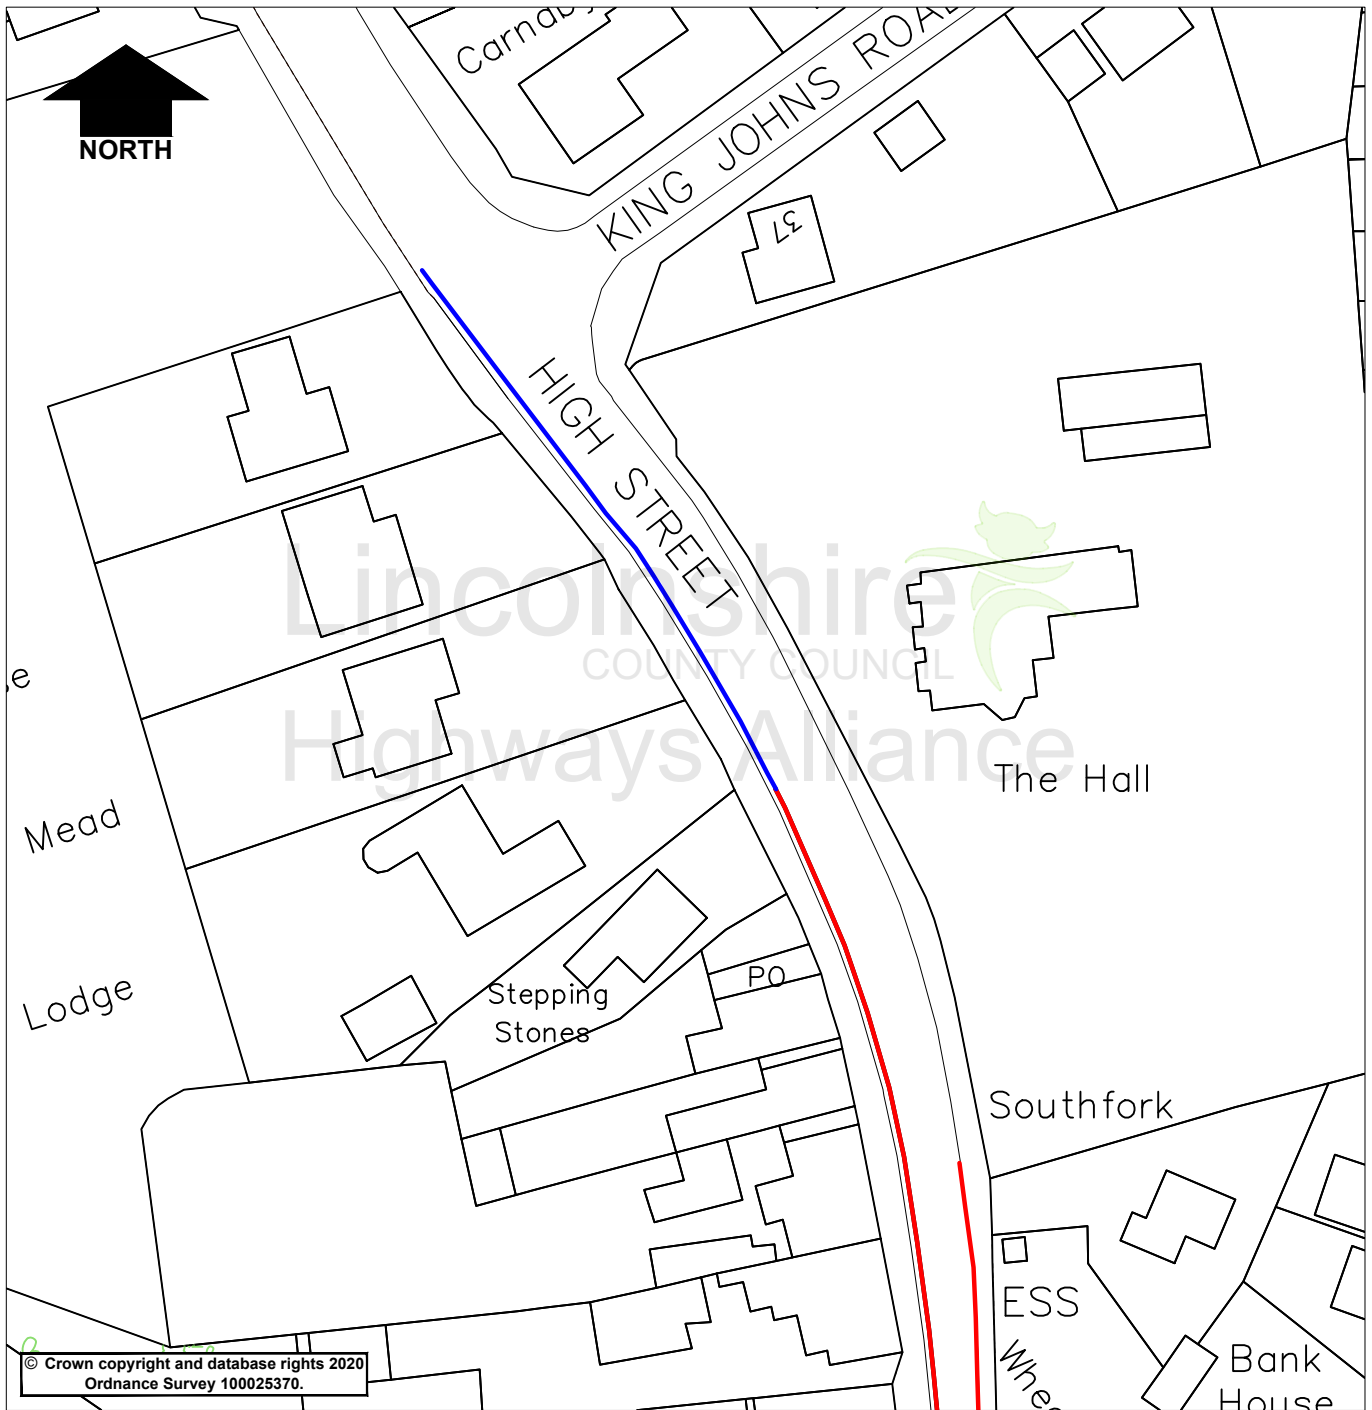 NORTH
KING JOHNS ROAD
37
HIGH STREET
Lincolnshire
COUNTY COUNCIL
Highways Alliance
The Hall
Mead
Lodge
PO
Stepping
Stones
Southfork
ESS
Bank
House
© Crown copyright and database rights 2020
Ordnance Survey 100025370.